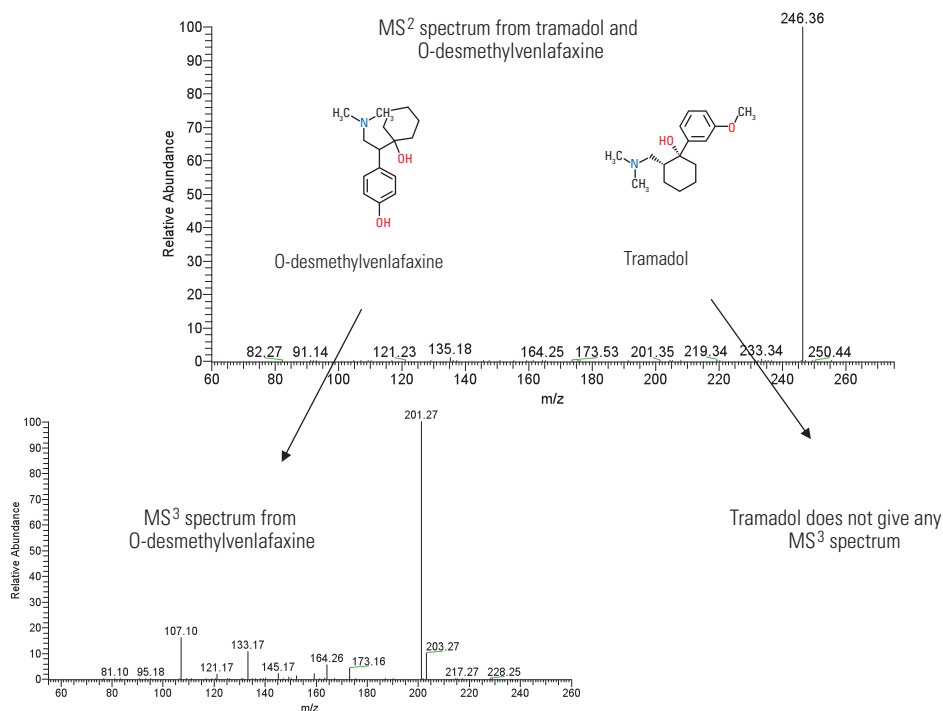 MS2 spectrum from tramadol and
O-desmethylvenlafaxine
246.36
100
90
80
70
60
50
40
30
20
10
0
Relative Abundance
H3C
N
CH3
OH
OH
O-desmethylvenlafaxine
CH3
O
HO
H3C
N
CH3
Tramadol
82.27
91.14
121.23
135.18
164.25
173.53
201.35
219.34
233.34
250.44
60 80 100 120 140 160 180 200 220 240 260
m/z
201.27
100
90
80
70
60
50
40
30
20
10
0
Relative Abundance
MS3 spectrum from
O-desmethylvenlafaxine
Tramadol does not give any
MS3 spectrum
81.10
95.18
107.10
121.17
133.17
145.17
164.26
173.16
203.27
217.27
228.25
60 80 100 120 140 160 180 200 220 240 260
m/z